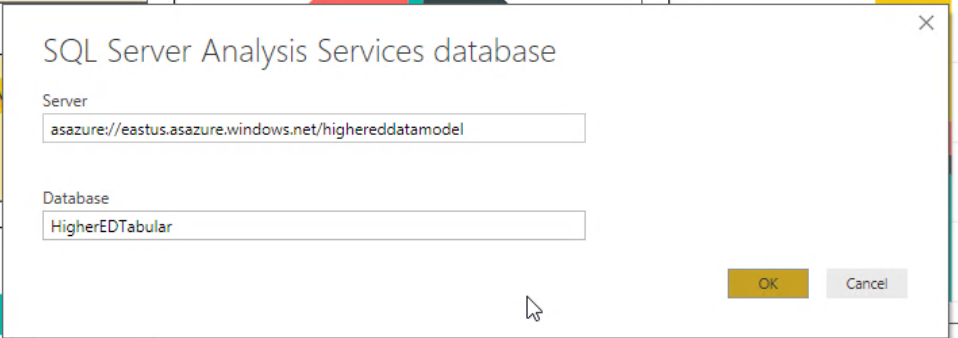 SQL Server Analysis Services database
Server
asazure://eastus.asazure.windows.net/highereddatamodel
Database
HigherEDTabular
OK
Cancel